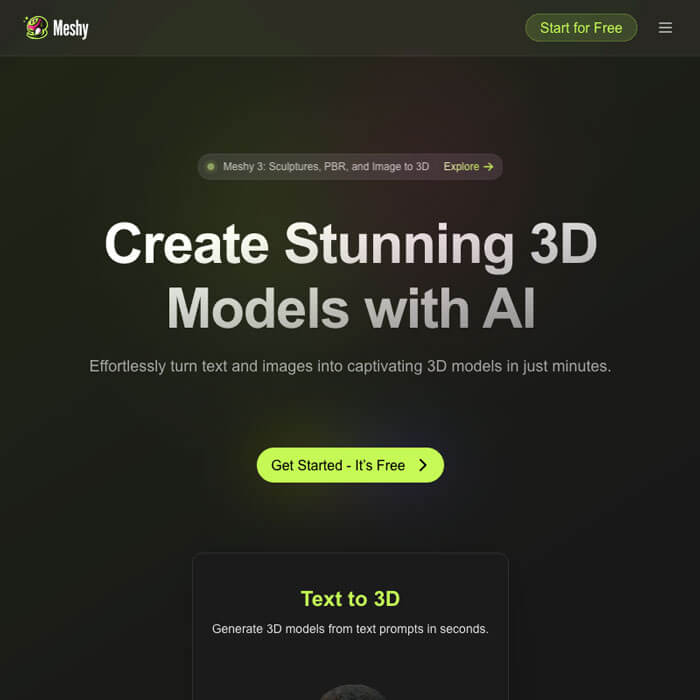 Meshy
Start for Free
Meshy 3: Sculptures, PBR, and Image to 3D Explore →
Create Stunning 3D
Models with AI
Effortlessly turn text and images into captivating 3D models in just minutes.
Get Started - It’s Free
Text to 3D
Generate 3D models from text prompts in seconds.